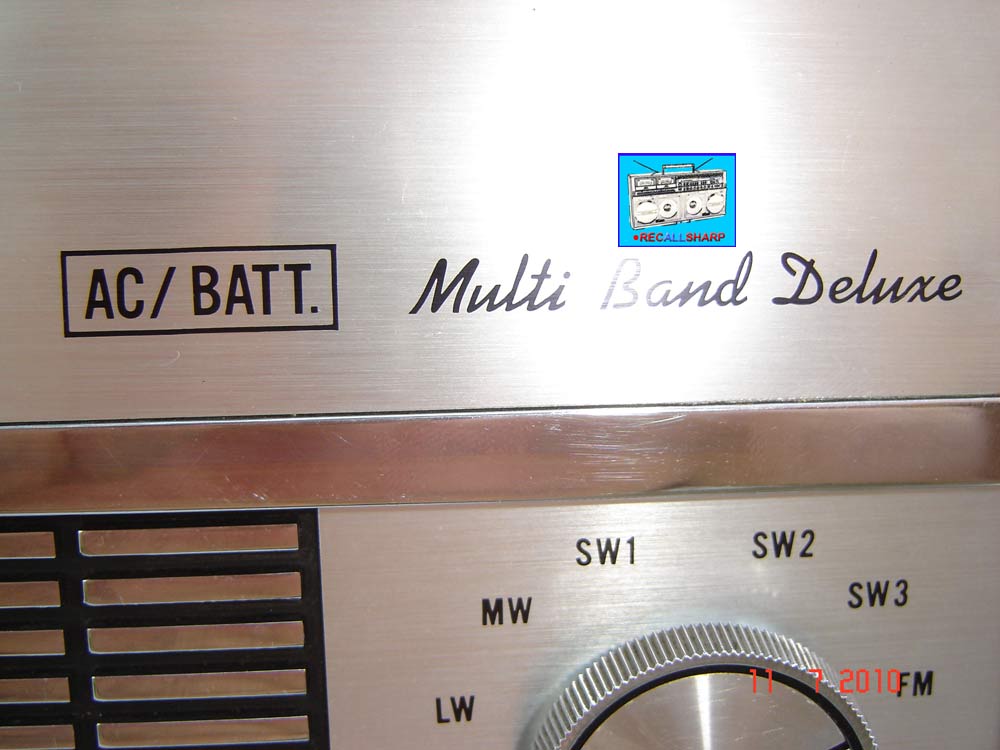 •RECALLSHARP
AC/BATT.
Multi Band Deluxe
SW1
SW2
SW3
MW
LW
FM
11 7 2010